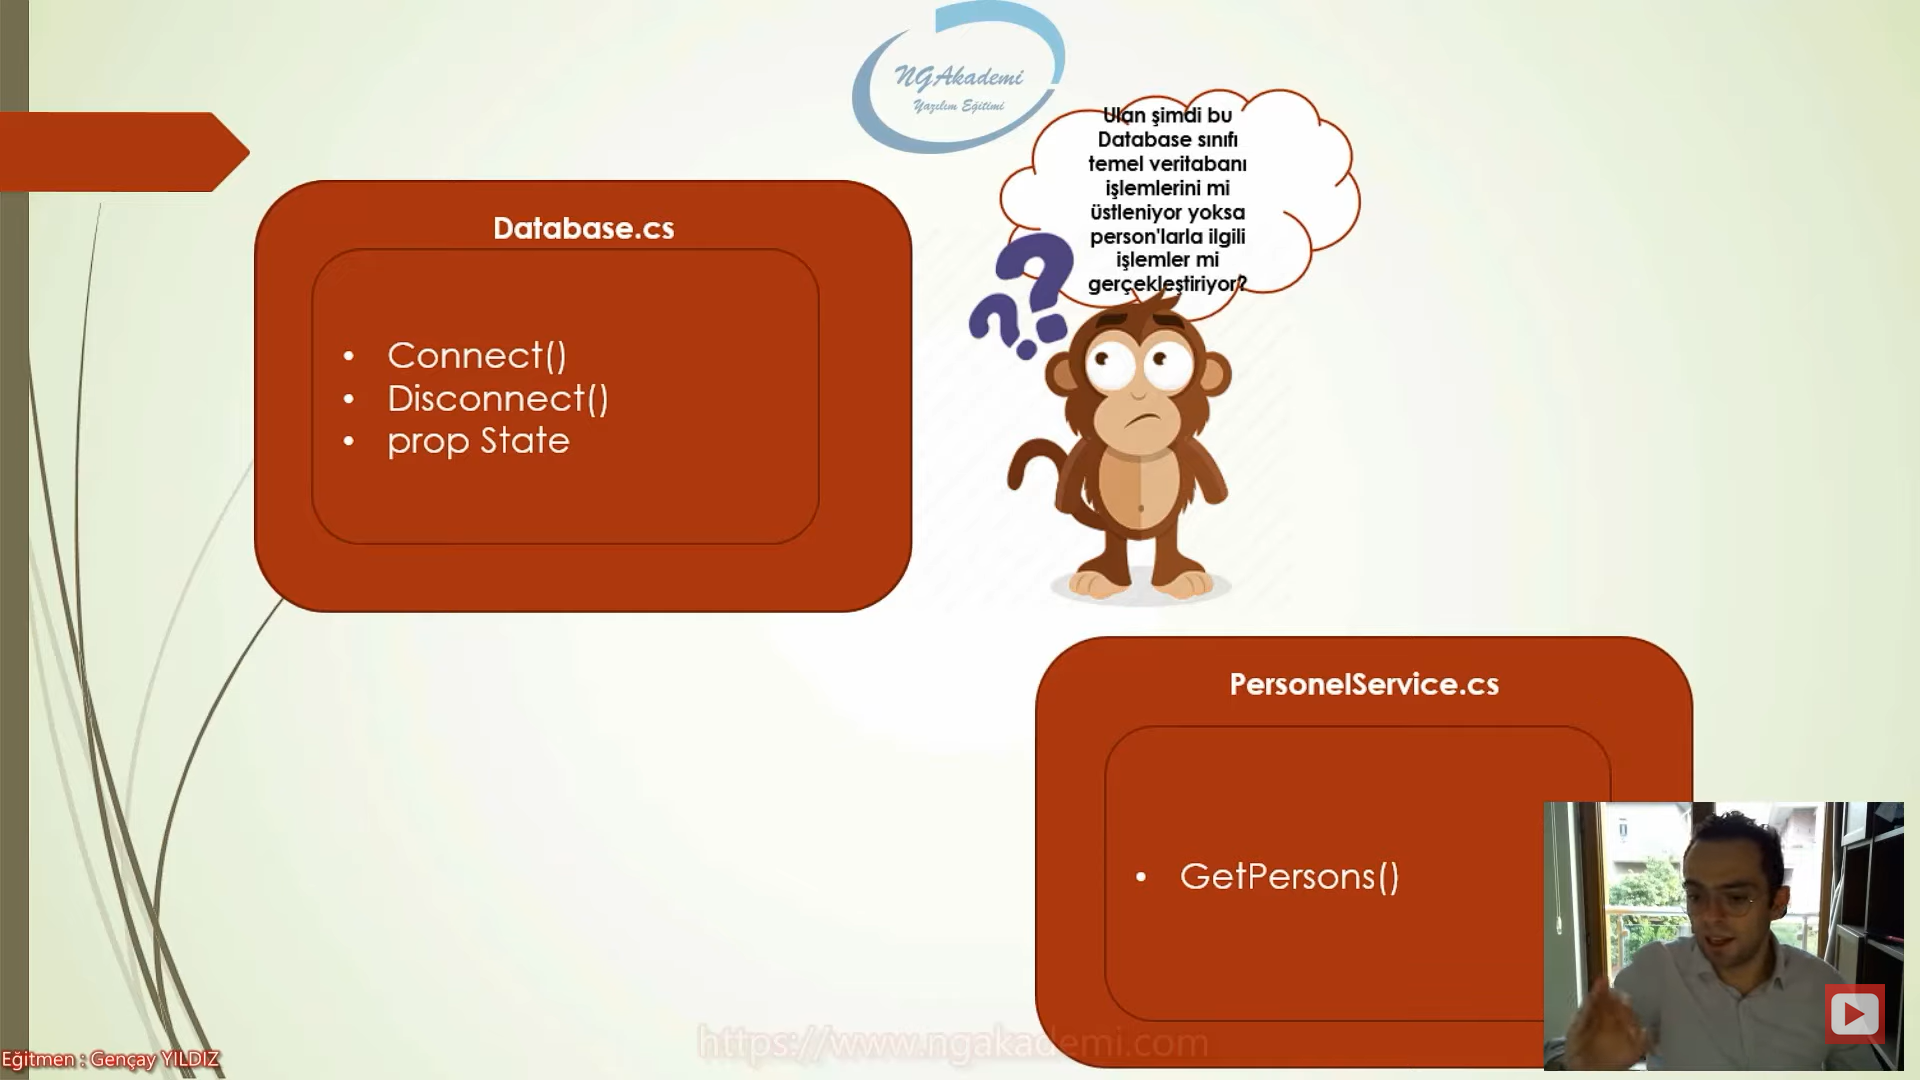 NGAkademi
Yazılım Eğitimi
Ulan şimdi bu
Database sınıfı
temel veritabanı
işlemlerini mi
üstleniyor yoksa
person'larla ilgili
işlemler mi
gerçekleştiriyor?
Database.cs
• Connect()
• Disconnect()
• prop State
PersonelService.cs
• GetPersons()
https://www.ngakademi.com
Eğitmen : Gençay YILDIZ